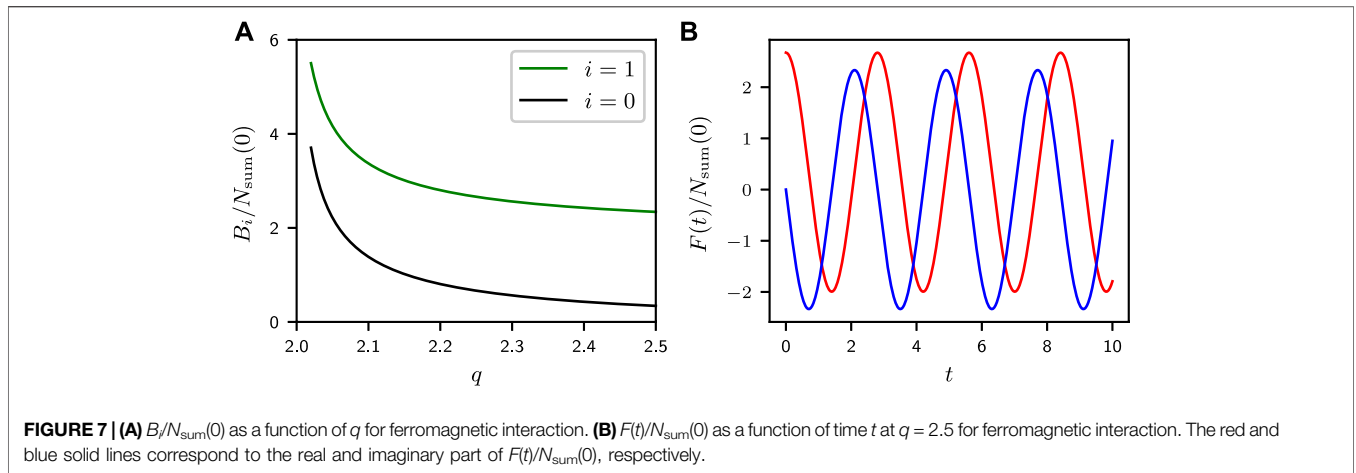 A
B
6
4
2
0
B_i/N_sum(0)
i = 1
i = 0
2.0 2.1 2.2 2.3 2.4 2.5
q
2
1
0
−1
−2
F(t)/N_sum(0)
0 2 4 6 8 10
t
FIGURE 7 | (A) B_i/N_sum(0) as a function of q for ferromagnetic interaction. (B) F(t)/N_sum(0) as a function of time t at q = 2.5 for ferromagnetic interaction. The red and
blue solid lines correspond to the real and imaginary part of F(t)/N_sum(0), respectively.